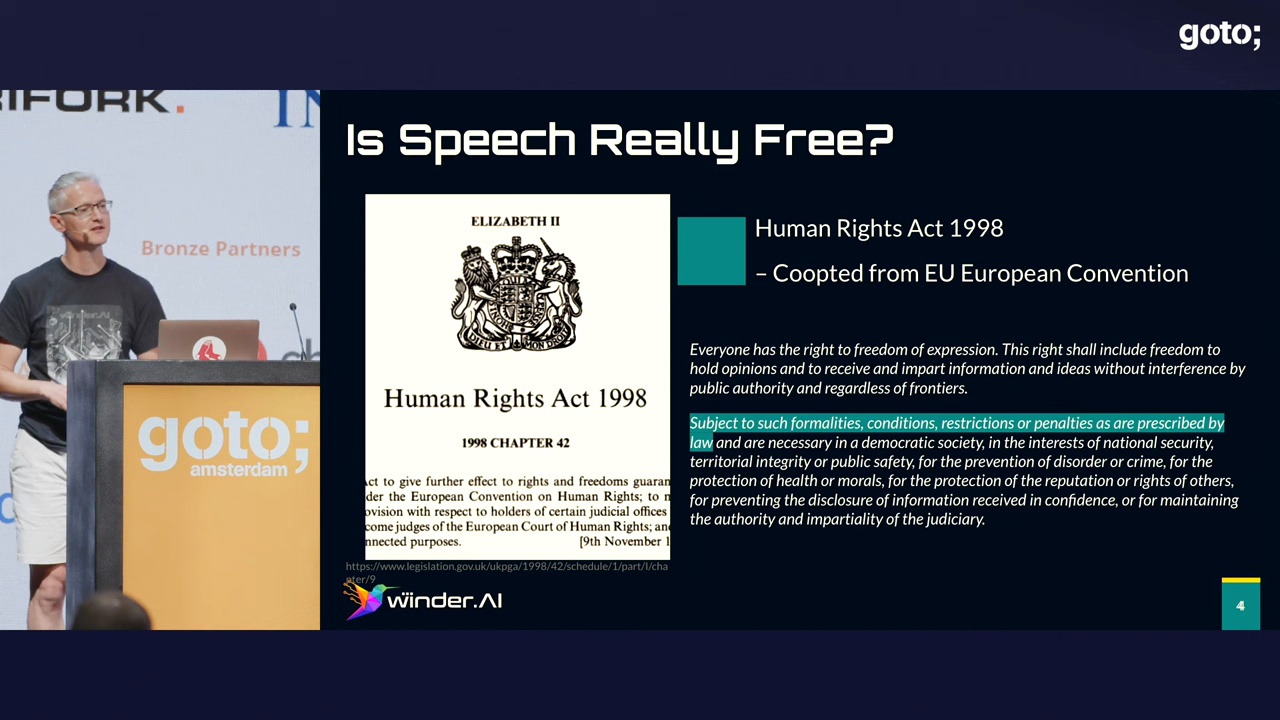 goto;
RIFORK.
IN
Bronze Partners
winder.AI
goto;
amsterdam
Is Speech Really Free?
ELIZABETH II
DIEU ET MON DROIT
Human Rights Act 1998
1998 CHAPTER 42
ct to give further effect to rights and freedoms guaran
der the European Convention on Human Rights; to m
ovision with respect to holders of certain judicial offices
come judges of the European Court of Human Rights; and
nnected purposes. [9th November 1
https://www.legislation.gov.uk/ukpga/1998/42/schedule/1/part/I/cha
pter/9
Human Rights Act 1998
– Coopted from EU European Convention
Everyone has the right to freedom of expression. This right shall include freedom to
hold opinions and to receive and impart information and ideas without interference by
public authority and regardless of frontiers.
Subject to such formalities, conditions, restrictions or penalties as are prescribed by
law and are necessary in a democratic society, in the interests of national security,
territorial integrity or public safety, for the prevention of disorder or crime, for the
protection of health or morals, for the protection of the reputation or rights of others,
for preventing the disclosure of information received in confidence, or for maintaining
the authority and impartiality of the judiciary.
winder.AI
4